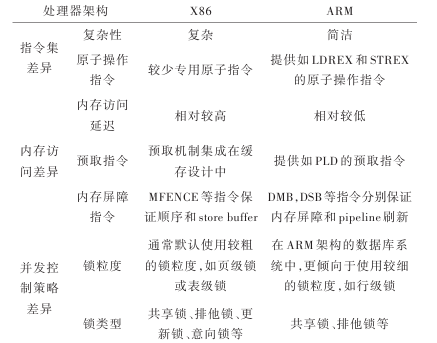 处理器架构 X86 ARM
指令集差异 复杂性 复杂 简洁
原子操作指令 较少专用原子指令 提供如LDREX和STREX的原子操作指令
内存访问差异 内存访问延迟 相对较高 相对较低
预取指令 预取机制集成在缓存设计中 提供如PLD的预取指令
内存屏障指令 MFENCE等指令保证顺序和store buffer DMB,DSB等指令分别保证内存屏障和pipeline刷新
并发控制策略差异 锁粒度 通常默认使用较粗的锁粒度,如页级锁或表级锁 在ARM架构的数据库系统中,更倾向于使用较细的锁粒度,如行级锁
锁类型 共享锁、排他锁、更新锁、意向锁等 共享锁、排他锁等